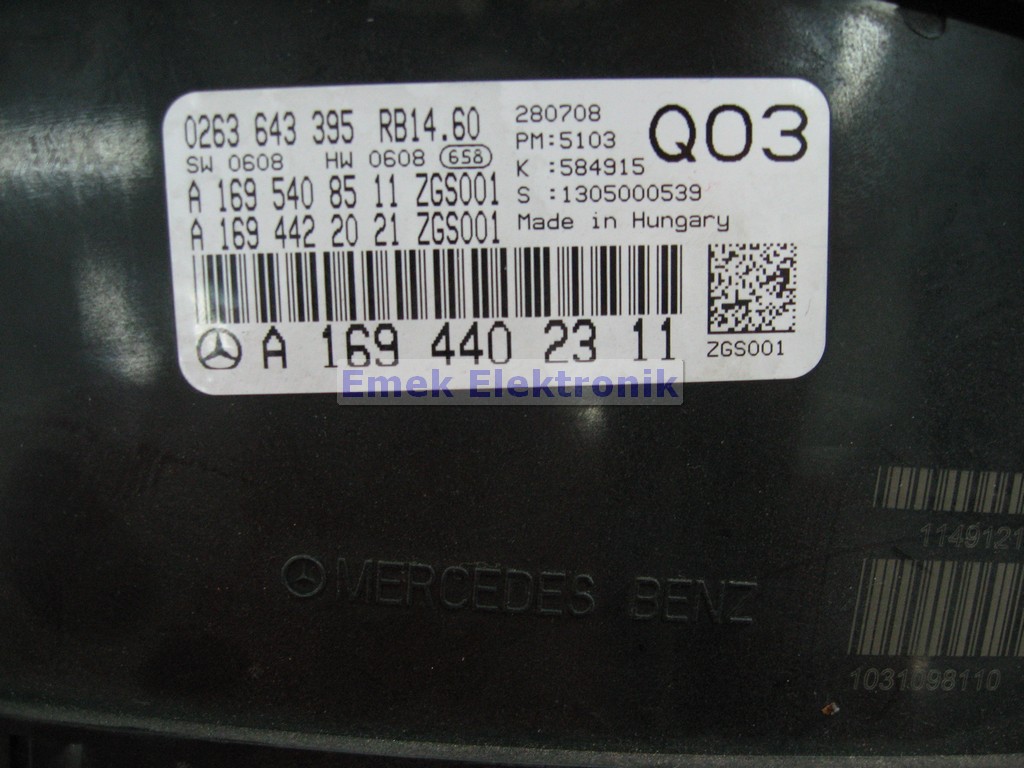 0263 643 395 RB14.60
SW 0608 HW 0608 658
A 169 540 85 11 ZGS001
A 169 442 20 21 ZGS001
280708
PM:5103
K :584915
S :1305000539
Made in Hungary
Q03
A 169 440 23 11
ZGS001
Emek Elektronik
1149121
MERCEDES BENZ
1031098110